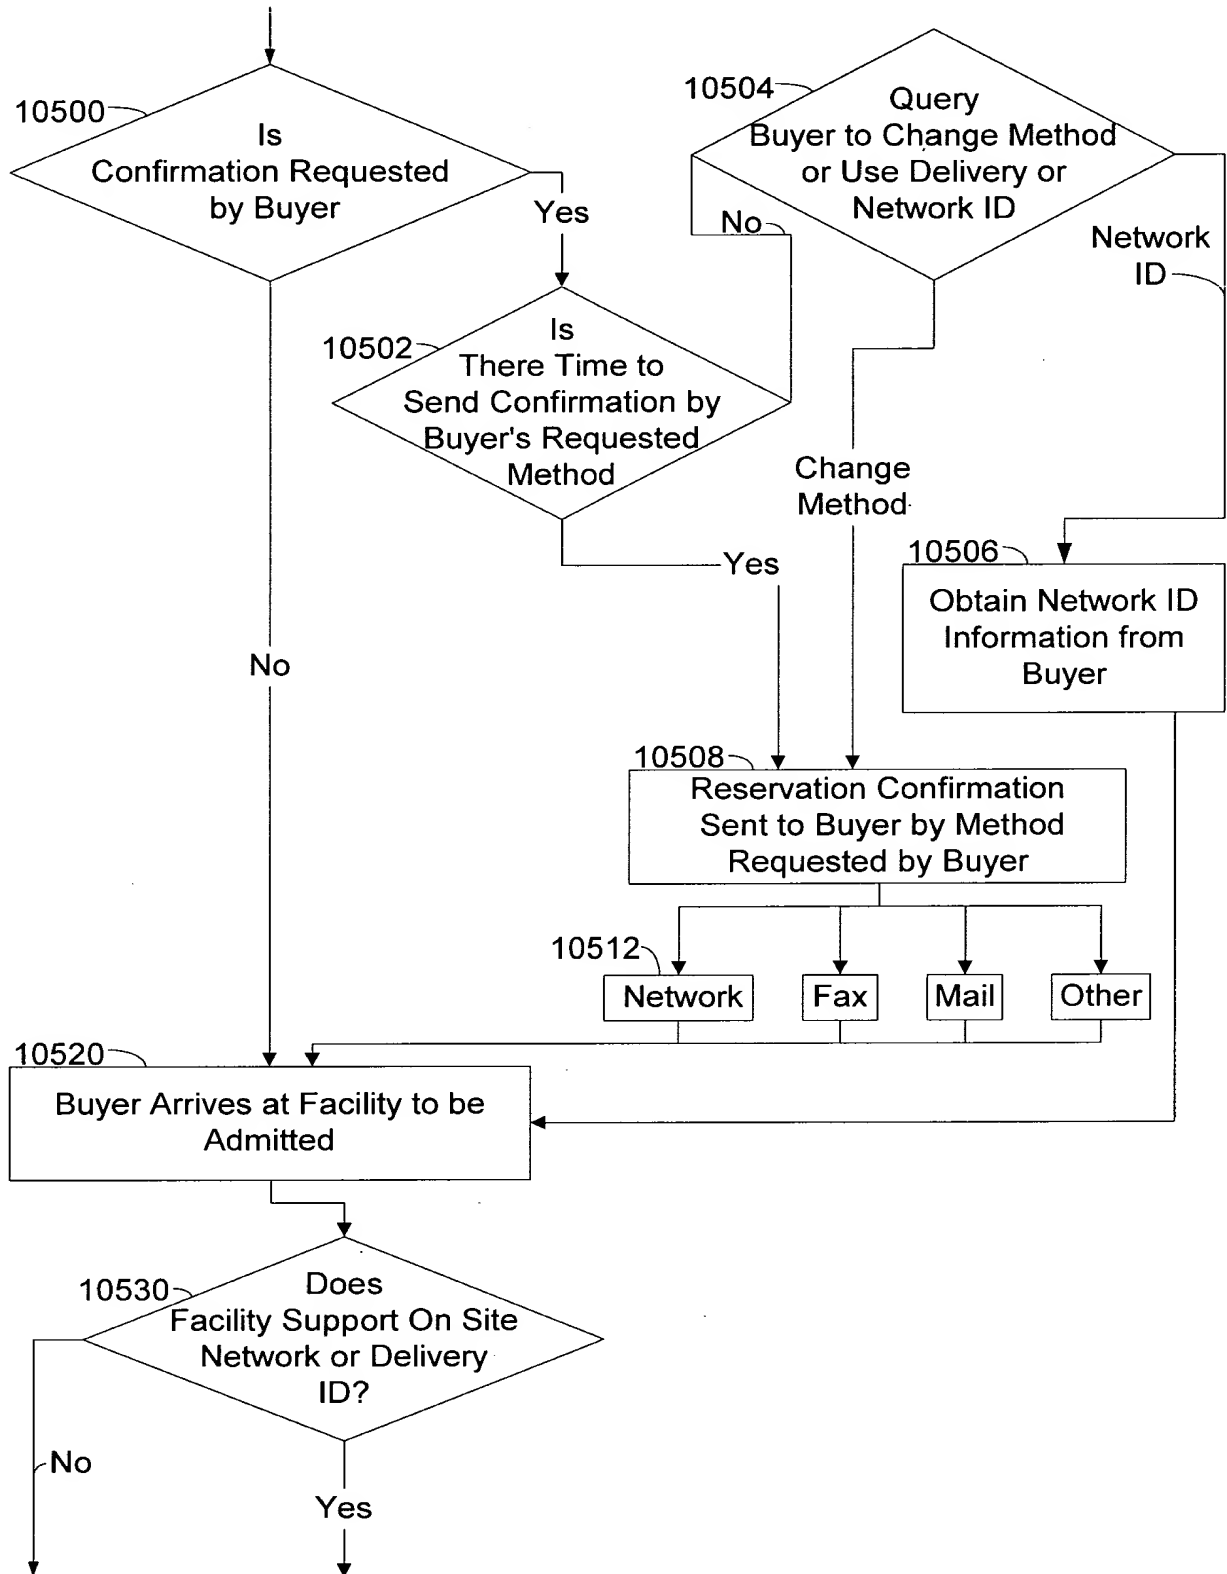 10500
Is
Confirmation Requested
by Buyer
Yes
10504
Query
Buyer to Change Method
or Use Delivery or
Network ID
No
Network
ID
10502
Is
There Time to
Send Confirmation by
Buyer's Requested
Method
Change
Method
Yes
10506
Obtain Network ID
Information from
Buyer
No
10508
Reservation Confirmation
Sent to Buyer by Method
Requested by Buyer
10512
Network
Fax
Mail
Other
10520
Buyer Arrives at Facility to be
Admitted
10530
Does
Facility Support On Site
Network or Delivery
ID?
No
Yes